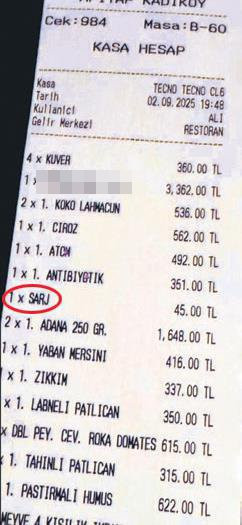 Cek:984 Masa:B-60
KASA HESAP
Kasa TECNO TECNO CL6
Tarih 02.09.2025 19:48
Kullanici ALI
Gelir Merkezi RESTORAN
4 x KUVER 360.00 TL
1 x 3,362.00 TL
2 x 1. KOKO LAHMACUN 536.00 TL
1 x 1. CIROZ 562.00 TL
1 x 1. ATOM 492.00 TL
1 x 1. ANTIBIYOTIK 351.00 TL
1 x SARJ 45.00 TL
2 x 1. ADANA 250 GR. 1,648.00 TL
1 x 1. YABAN MERSINI 416.00 TL
1 x 1. ZIKKIM 337.00 TL
x 1. LABNELI PATLICAN 350.00 TL
x DBL PEY. CEV. ROKA DOMATES 615.00 TL
x 1. TAHINLI PATLICAN 315.00 TL
1. PASTIRMALI HUMUS 622.00 TL